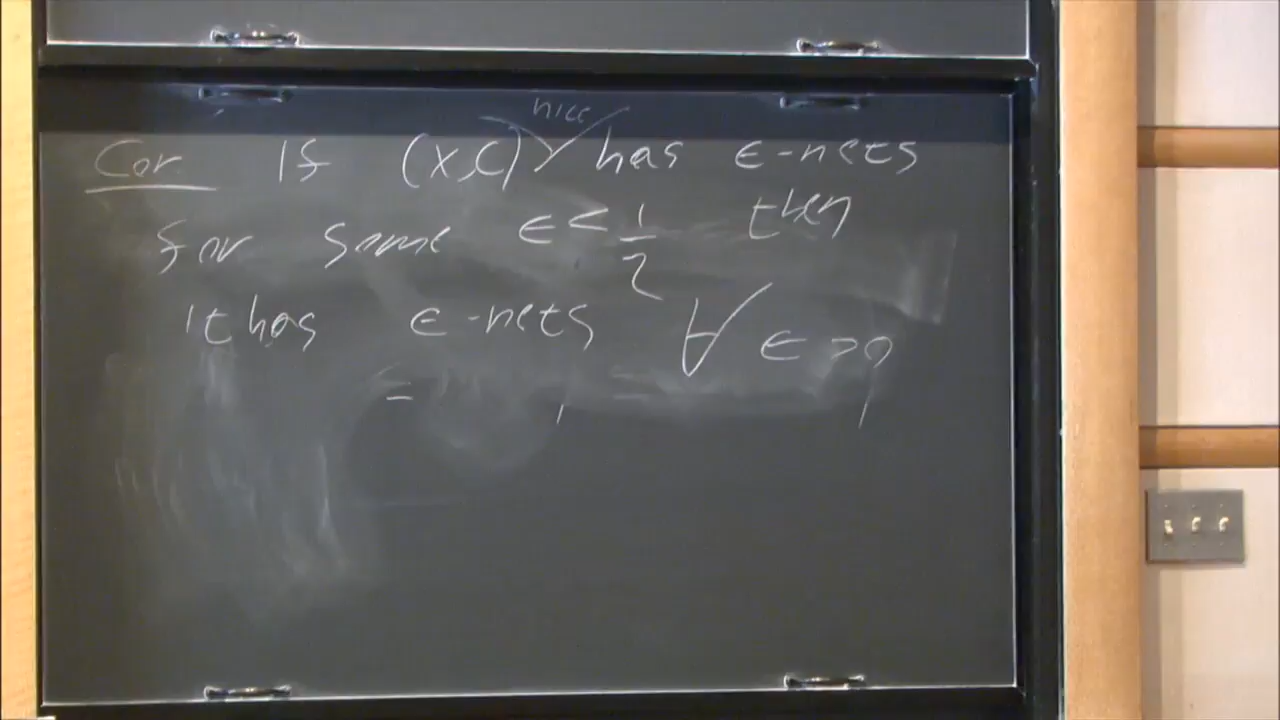 nice
Cor. If (X,C) has ε-nets
for some ε < 1/2 then
it has ε-nets ∀ ε > 0